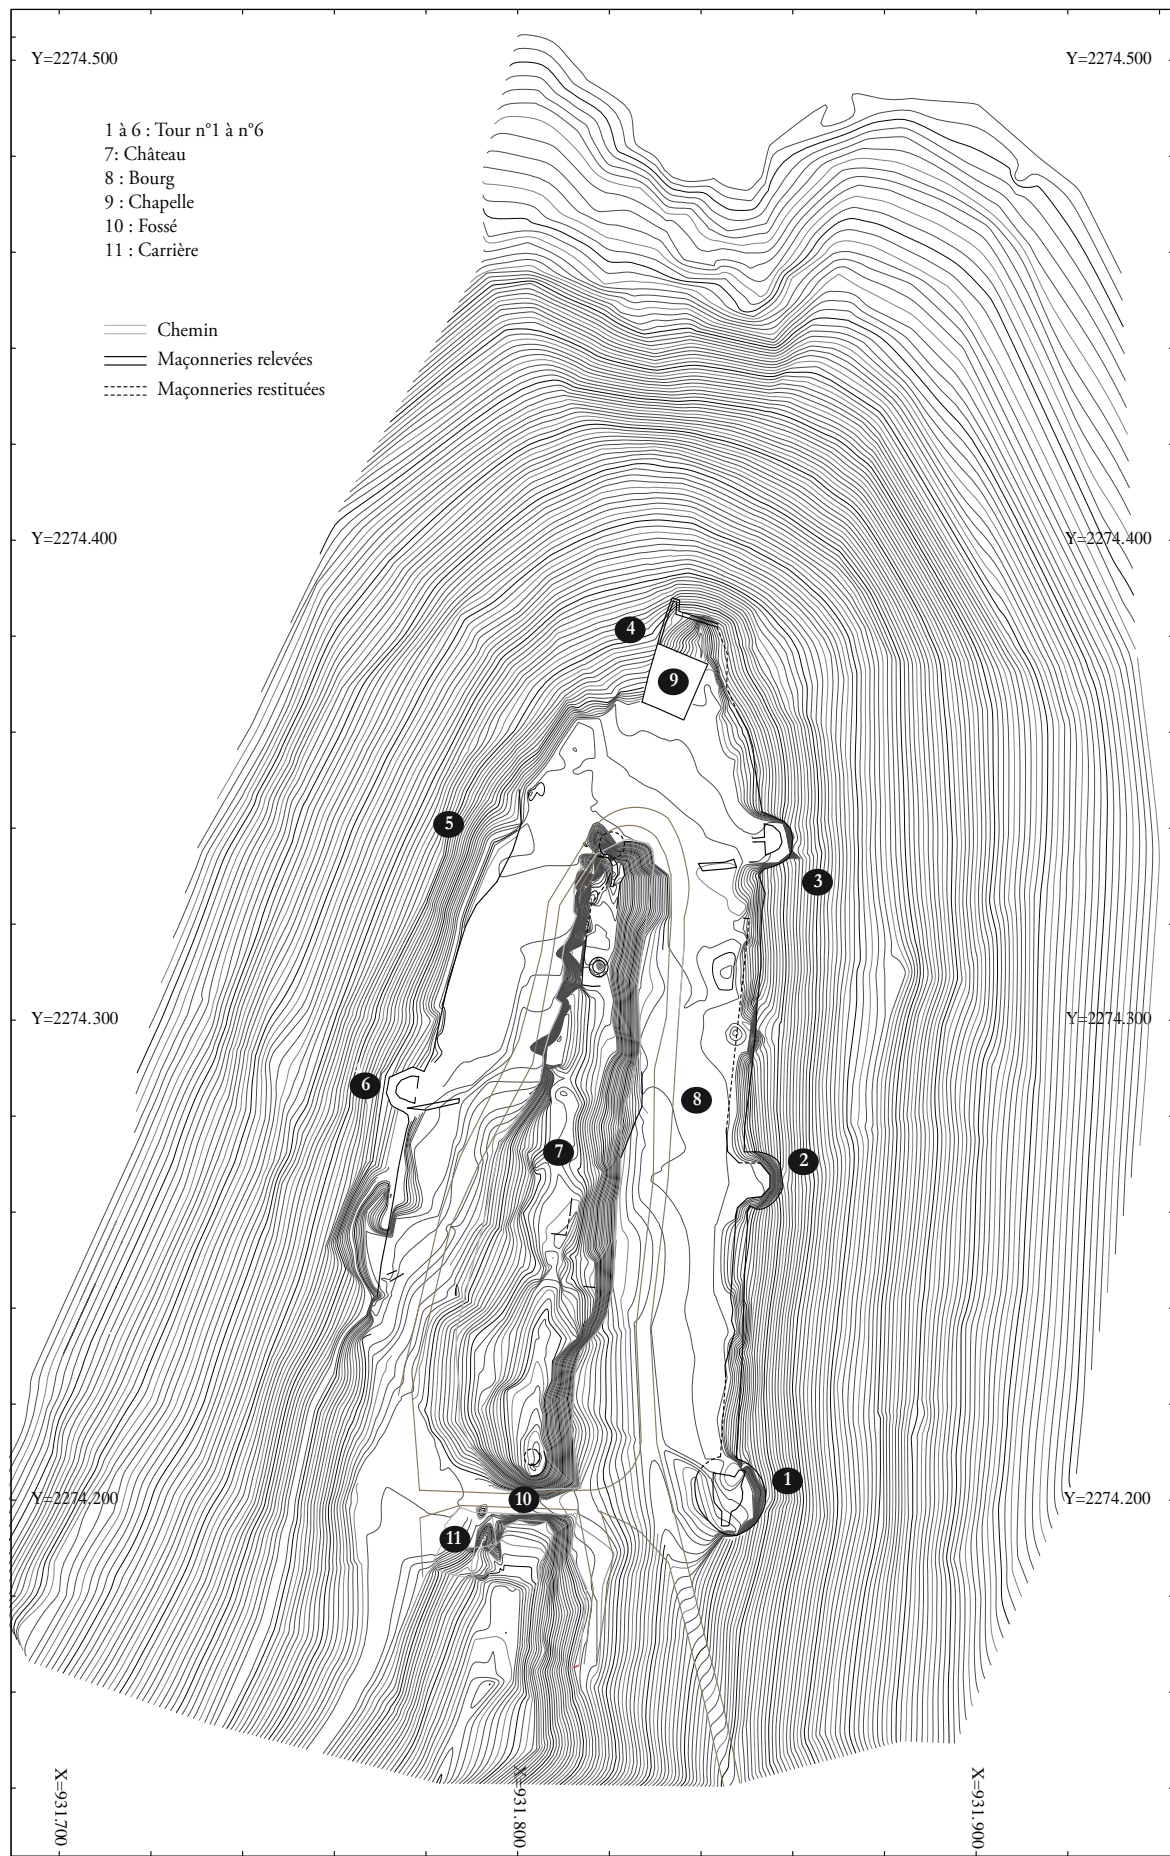 Y=2274.500
Y=2274.500
1 à 6 : Tour n°1 à n°6
7: Château
8 : Bourg
9 : Chapelle
10 : Fossé
11 : Carrière
Chemin
Maçonneries relevées
Maçonneries restituées
Y=2274.400
Y=2274.400
4
9
5
3
Y=2274.300
Y=2274.300
6
8
7
2
1
Y=2274.200
10
Y=2274.200
11
X=931.700
X=931.800
X=931.900